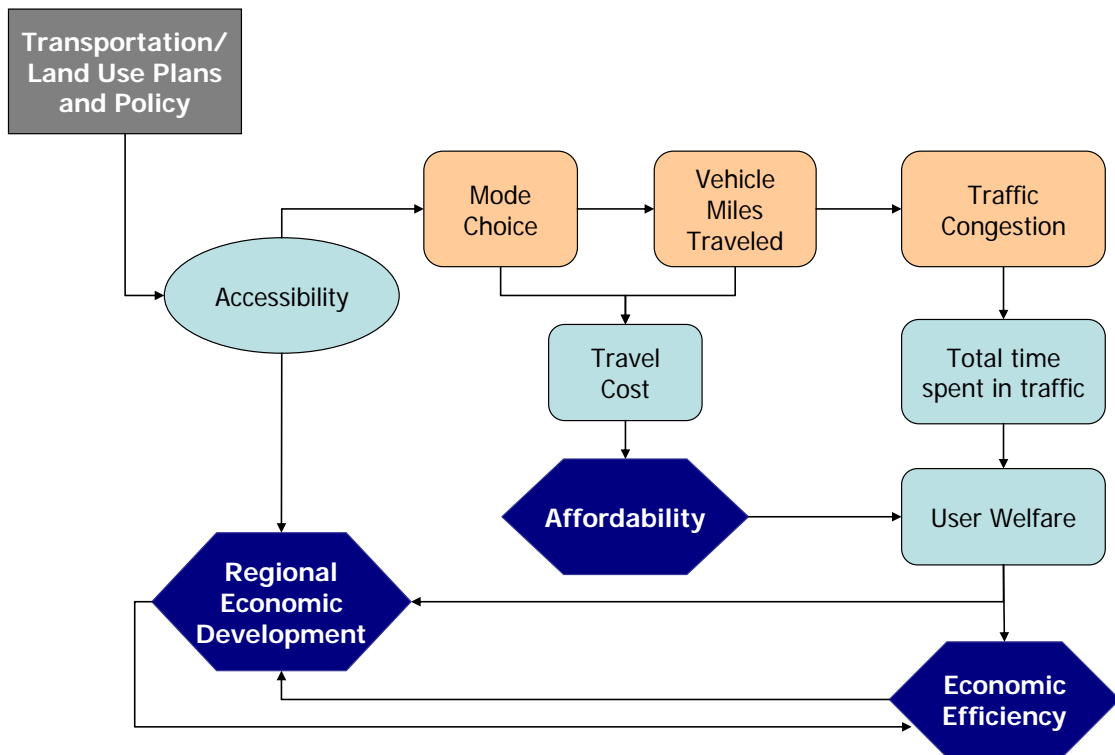 Transportation/
Land Use Plans
and Policy
Mode
Choice
Vehicle
Miles
Traveled
Traffic
Congestion
Accessibility
Travel
Cost
Total time
spent in traffic
Affordability
User Welfare
Regional
Economic
Development
Economic
Efficiency